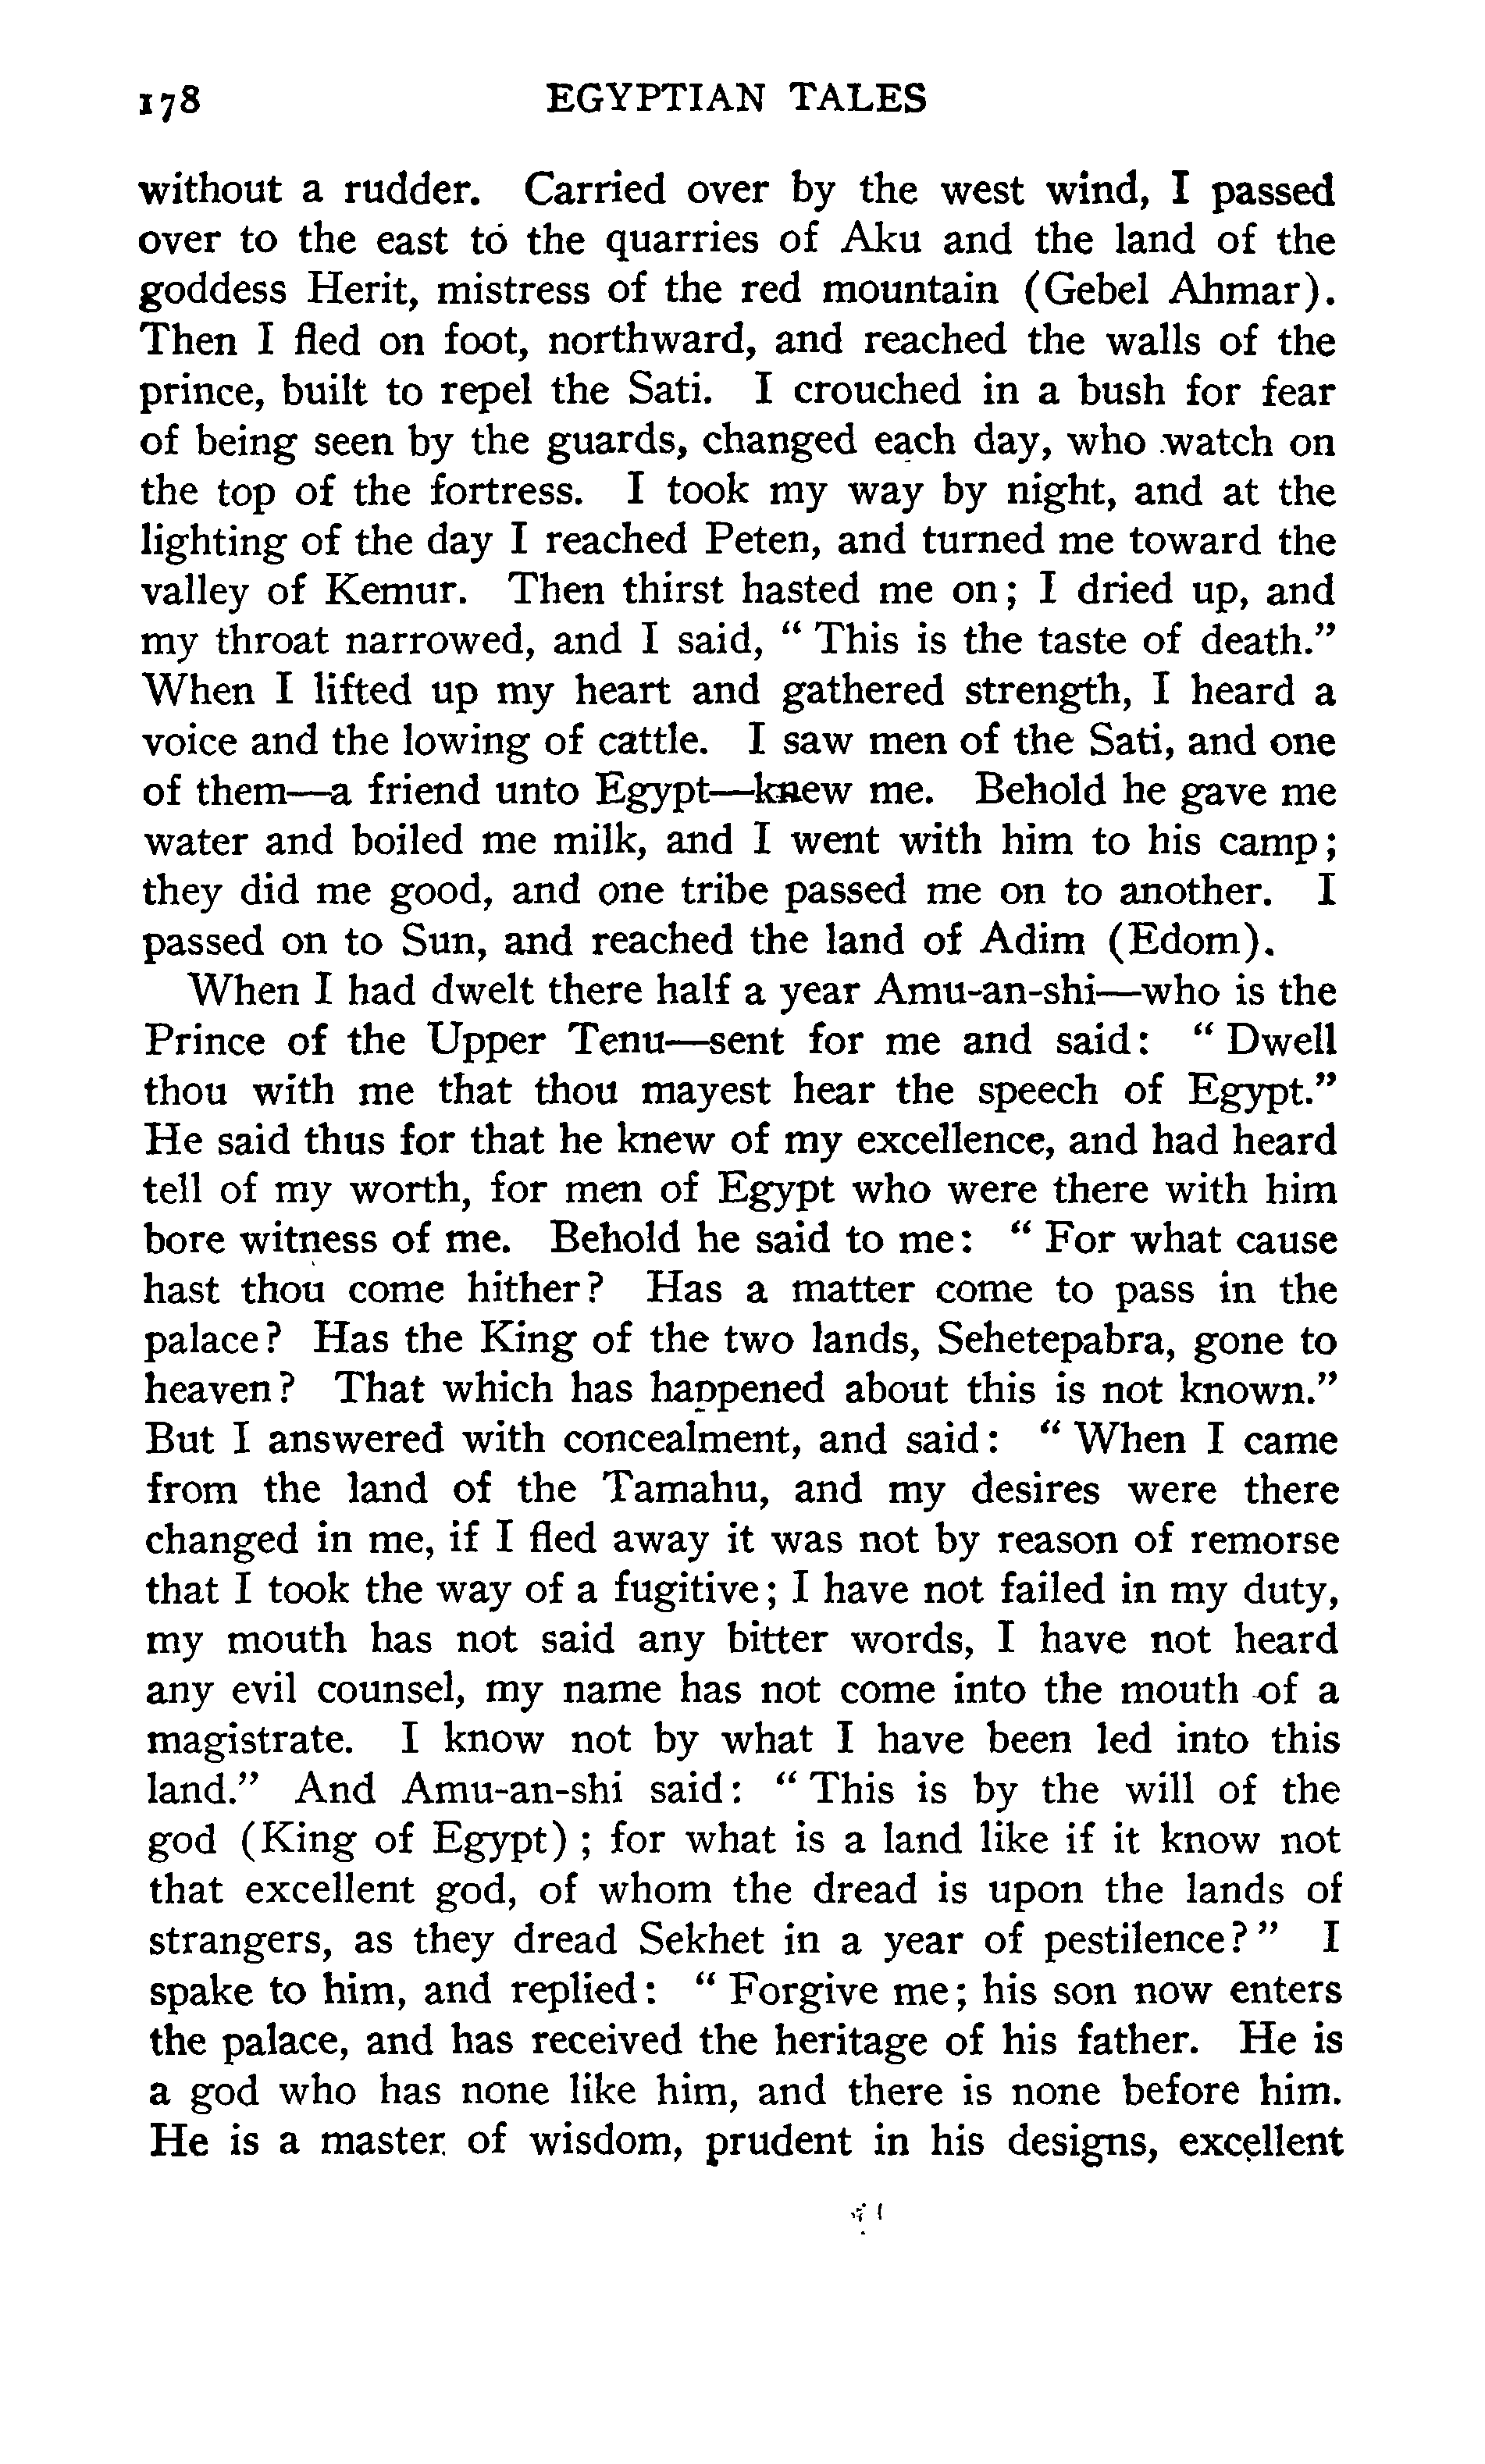 178 EGYPTIAN TALES
without a rudder. Carried over by the west wind, I passed
over to the east to the quarries of Aku and the land of the
goddess Herit, mistress of the red mountain (Gebel Ahmar).
Then I fled on foot, northward, and reached the walls of the
prince, built to repel the Sati. I crouched in a bush for fear
of being seen by the guards, changed each day, who watch on
the top of the fortress. I took my way by night, and at the
lighting of the day I reached Peten, and turned me toward the
valley of Kemur. Then thirst hasted me on; I dried up, and
my throat narrowed, and I said, “This is the taste of death.”
When I lifted up my heart and gathered strength, I heard a
voice and the lowing of cattle. I saw men of the Sati, and one
of them—a friend unto Egypt—knew me. Behold he gave me
water and boiled me milk, and I went with him to his camp;
they did me good, and one tribe passed me on to another. I
passed on to Sun, and reached the land of Adim (Edom).
When I had dwelt there half a year Amu-an-shi—who is the
Prince of the Upper Tenu—sent for me and said: “Dwell
thou with me that thou mayest hear the speech of Egypt.”
He said thus for that he knew of my excellence, and had heard
tell of my worth, for men of Egypt who were there with him
bore witness of me. Behold he said to me: “For what cause
hast thou come hither? Has a matter come to pass in the
palace? Has the King of the two lands, Sehetepabra, gone to
heaven? That which has happened about this is not known.”
But I answered with concealment, and said: “When I came
from the land of the Tamahu, and my desires were there
changed in me, if I fled away it was not by reason of remorse
that I took the way of a fugitive; I have not failed in my duty,
my mouth has not said any bitter words, I have not heard
any evil counsel, my name has not come into the mouth of a
magistrate. I know not by what I have been led into this
land.” And Amu-an-shi said: “This is by the will of the
god (King of Egypt); for what is a land like if it know not
that excellent god, of whom the dread is upon the lands of
strangers, as they dread Sekhet in a year of pestilence?” I
spake to him, and replied: “Forgive me; his son now enters
the palace, and has received the heritage of his father. He is
a god who has none like him, and there is none before him.
He is a master of wisdom, prudent in his designs, excellent